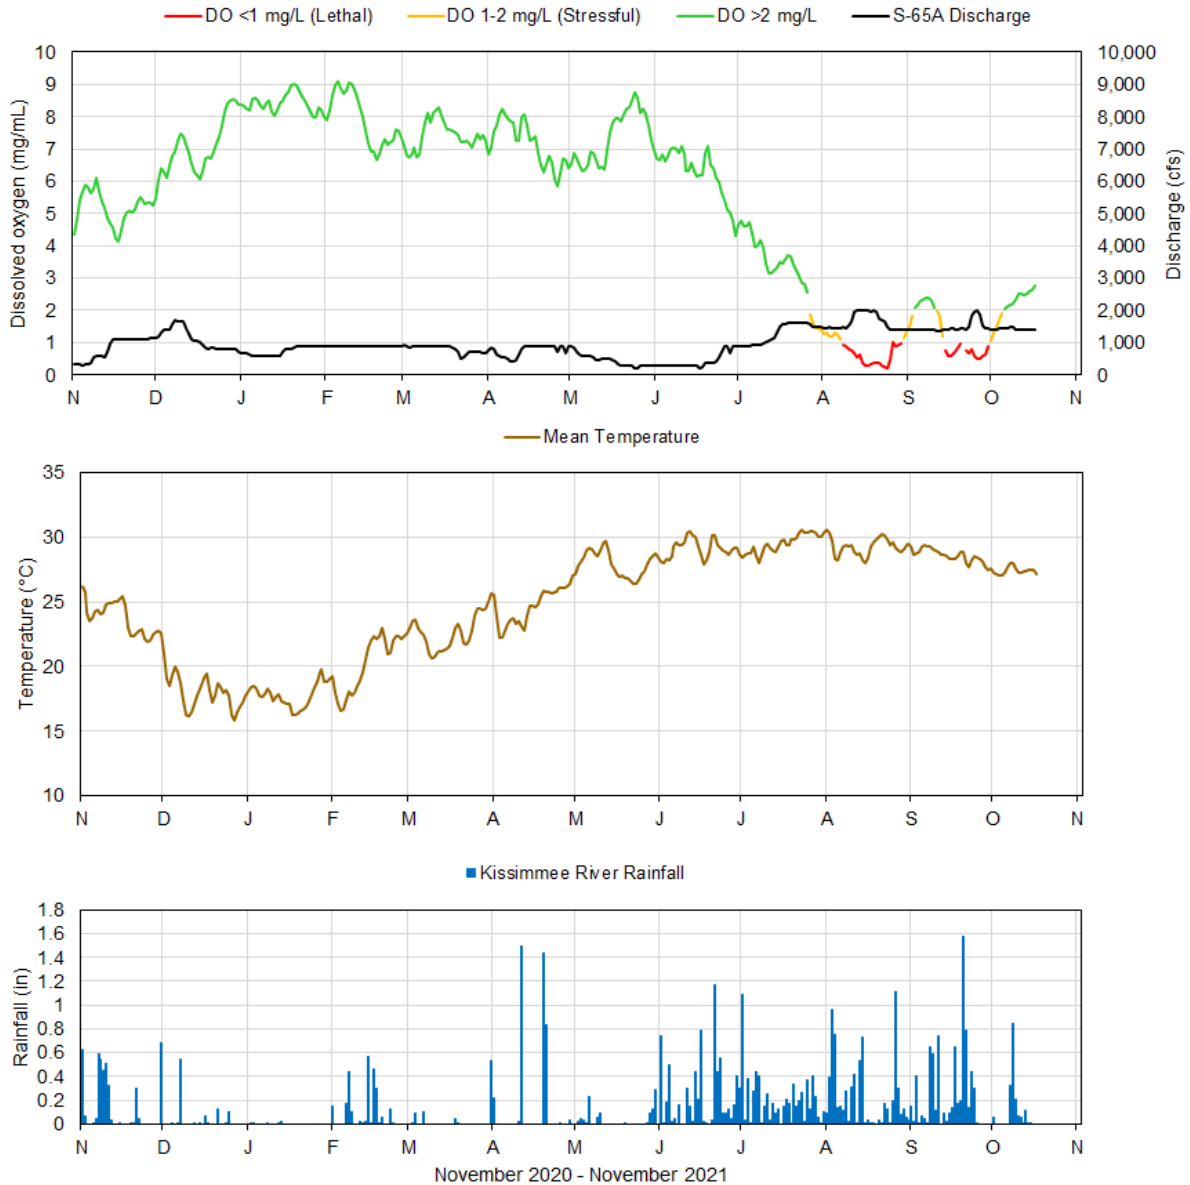 DO <1 mg/L (Lethal) DO 1-2 mg/L (Stressful) DO >2 mg/L S-65A Discharge
10 10,000
9 9,000
8 8,000
7 7,000
6 6,000
5 5,000
4 4,000
3 3,000
2 2,000
1 1,000
0 0
Dissolved oxygen (mg/mL)
Discharge (cfs)
N D J F M A M J J A S O N
Mean Temperature
35
30
25
20
15
10
Temperature (°C)
N D J F M A M J J A S O N
Kissimmee River Rainfall
1.8
1.6
1.4
1.2
1
0.8
0.6
0.4
0.2
0
Rainfall (in)
N D J F M A M J J A S O N
November 2020 - November 2021